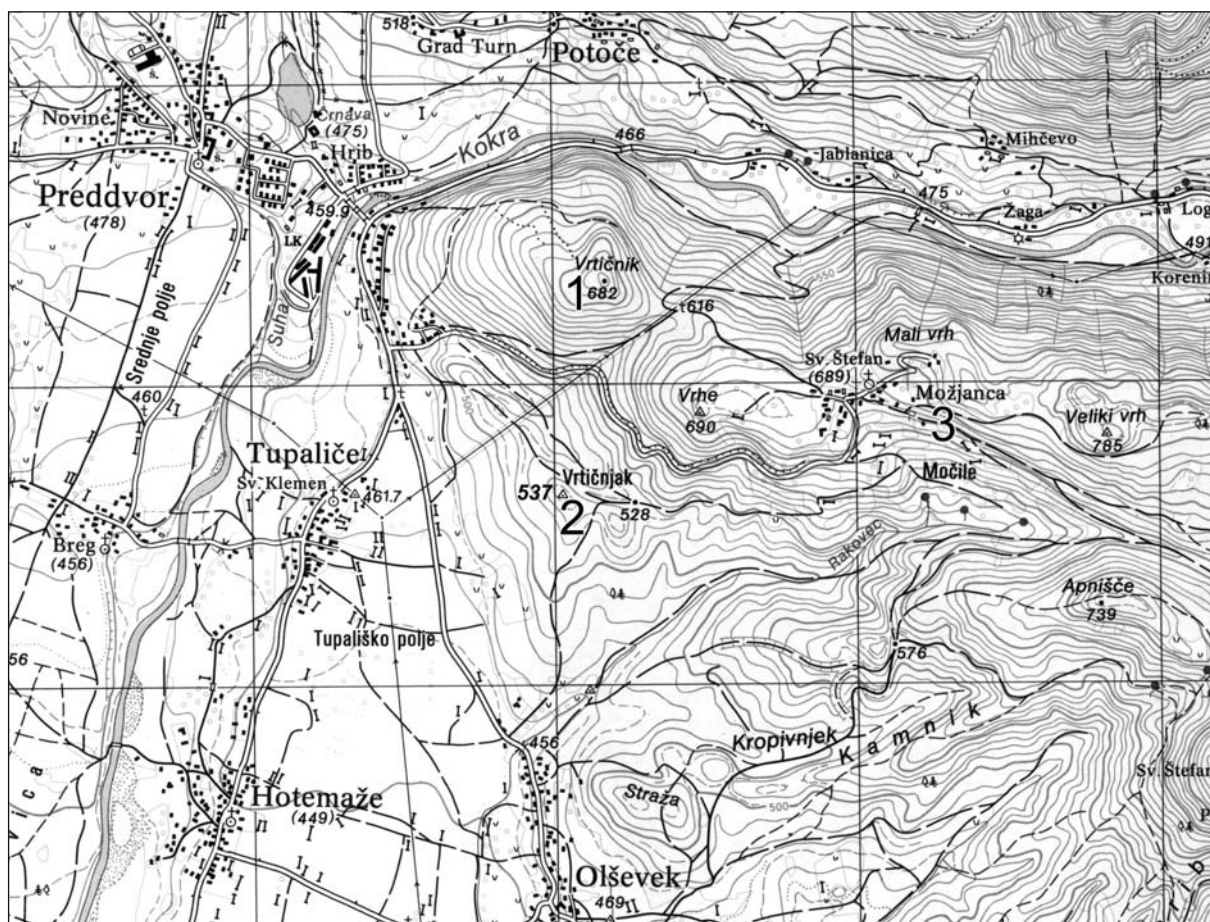 518
Grad Turn
Potoče
Š.
Novine
Črnava
(475)
Hrib
Š.
Kokra
466
Jablanica
Mihčevo
Préddvor
(478)
459.9
LK
475
Žaga
Log
491
Suha
Vrtičnik
1
682
550
616
Srednje polje
Mali vrh
Sv. Štefan
(689)
Možjanca
460
500
Vrhe
690
3
Veliki vrh
785
Tupaliče
Sv. Klemen
461.7
Vrtičnjak
537
2
528
Močile
Breg
(456)
Rakovec
Apnišče
739
Tupališko polje
56
576
Kropivnjek
Kamnik
456
Sv. Štefan
Straža
500
Hotemaže
(449)
Olševek
469